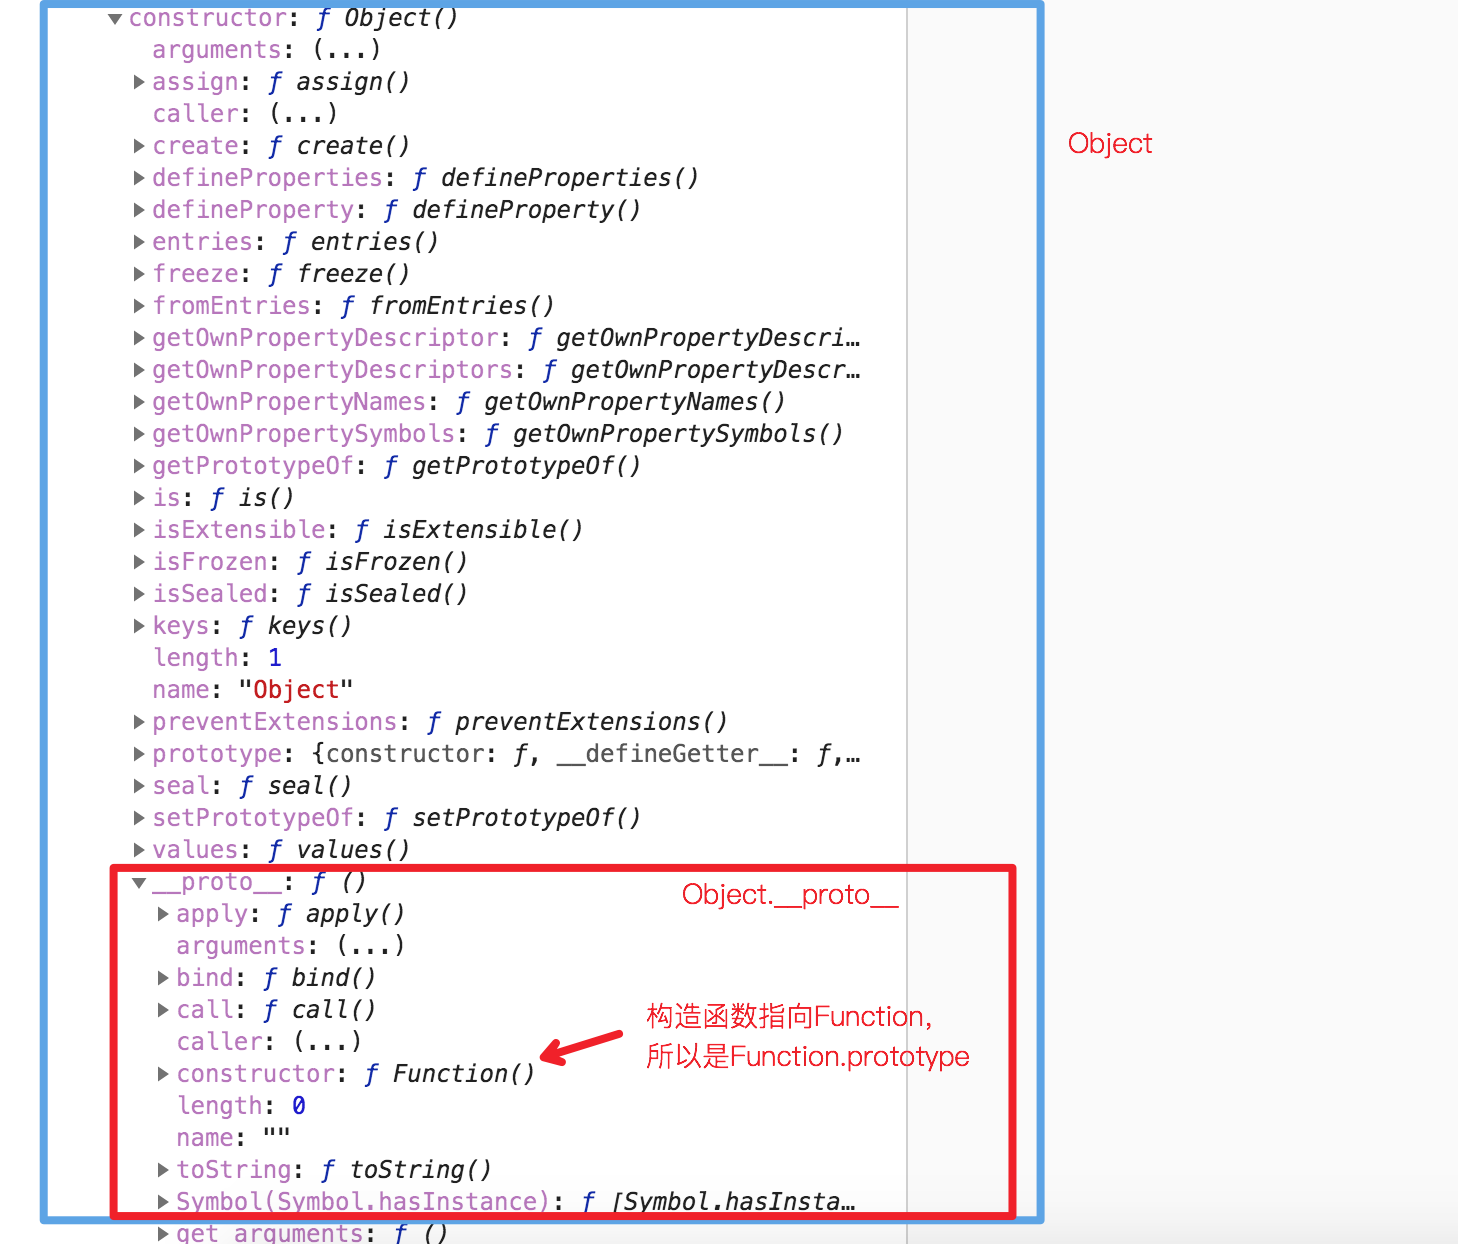 constructor: ƒ Object()
arguments: (...)
assign: ƒ assign()
caller: (...)
create: ƒ create()
Object
defineProperties: ƒ defineProperties()
defineProperty: ƒ defineProperty()
entries: ƒ entries()
freeze: ƒ freeze()
fromEntries: ƒ fromEntries()
getOwnPropertyDescriptor: ƒ getOwnPropertyDescri…
getOwnPropertyDescriptors: ƒ getOwnPropertyDescr…
getOwnPropertyNames: ƒ getOwnPropertyNames()
getOwnPropertySymbols: ƒ getOwnPropertySymbols()
getPrototypeOf: ƒ getPrototypeOf()
is: ƒ is()
isExtensible: ƒ isExtensible()
isFrozen: ƒ isFrozen()
isSealed: ƒ isSealed()
keys: ƒ keys()
length: 1
name: "Object"
preventExtensions: ƒ preventExtensions()
prototype: {constructor: ƒ, __defineGetter__: ƒ,…
seal: ƒ seal()
setPrototypeOf: ƒ setPrototypeOf()
values: ƒ values()
__proto__: ƒ ()
Object.__proto__
apply: ƒ apply()
arguments: (...)
bind: ƒ bind()
call: ƒ call()
构造函数指向Function,
caller: (...)
所以是Function.prototype
constructor: ƒ Function()
length: 0
name: ""
toString: ƒ toString()
Symbol(Symbol.hasInstance): ƒ [Symbol.hasInsta…
get arguments: ƒ ()